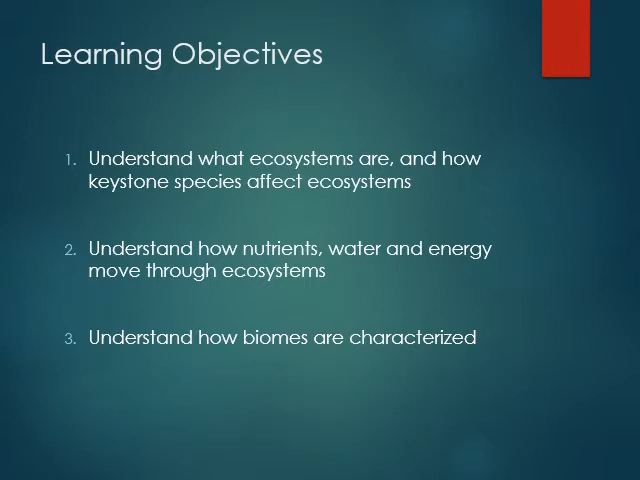 Learning Objectives
1. Understand what ecosystems are, and how
keystone species affect ecosystems
2. Understand how nutrients, water and energy
move through ecosystems
3. Understand how biomes are characterized